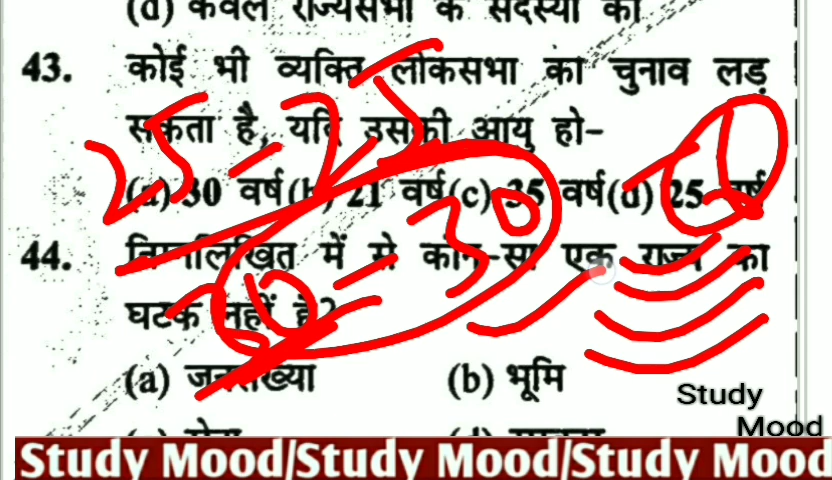 (d) केवल राज्यसभा के सदस्यों को
43. कोई भी व्यक्ति लोकसभा का चुनाव लड़
सकता है, यदि उसकी आयु हो-
(a) 30 वर्ष (b) 21 वर्ष (c) 35 वर्ष (d) 25 वर्ष
44. निम्नलिखित में से कौन-सा एक राज्य का
घटक नहीं है?
(a) जनसंख्या (b) भूमि
Study
Mood
Study Mood/Study Mood/Study Mood